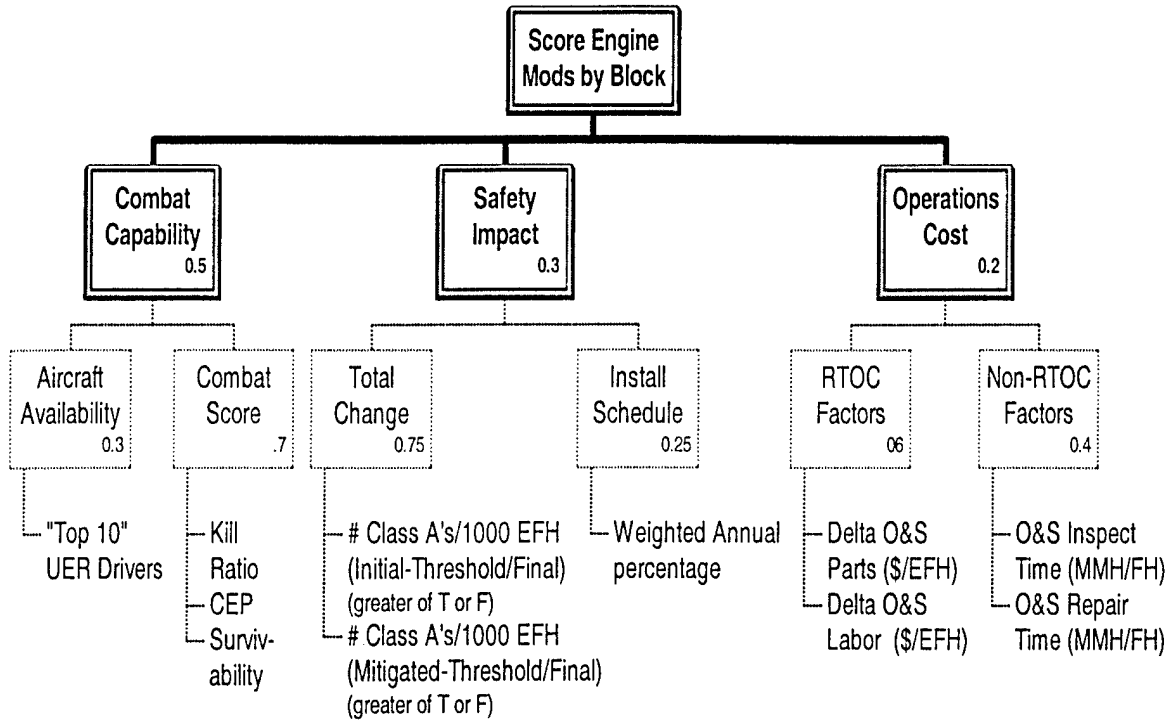 Score Engine
Mods by Block
Combat
Capability
0.5
Safety
Impact
0.3
Operations
Cost
0.2
Aircraft
Availability
0.3
Combat
Score
.7
Total
Change
0.75
Install
Schedule
0.25
RTOC
Factors
06
Non-RTOC
Factors
0.4
"Top 10"
UER Drivers
Kill
Ratio
CEP
Surviv-
ability
# Class A's/1000 EFH
(Initial-Threshold/Final)
(greater of T or F)
# Class A's/1000 EFH
(Mitigated-Threshold/Final)
(greater of T or F)
Weighted Annual
percentage
Delta O&S
Parts ($/EFH)
Delta O&S
Labor ($/EFH)
O&S Inspect
Time (MMH/FH)
O&S Repair
Time (MMH/FH)